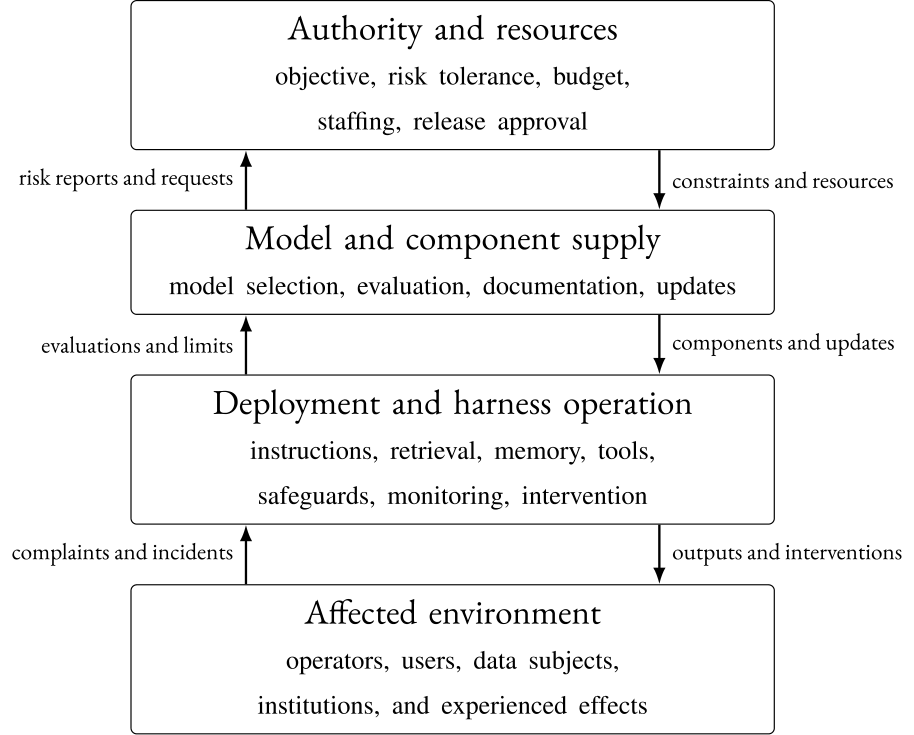 Authority and resources
objective, risk tolerance, budget,
staffing, release approval
risk reports and requests
constraints and resources
Model and component supply
model selection, evaluation, documentation, updates
evaluations and limits
components and updates
Deployment and harness operation
instructions, retrieval, memory, tools,
safeguards, monitoring, intervention
complaints and incidents
outputs and interventions
Affected environment
operators, users, data subjects,
institutions, and experienced effects